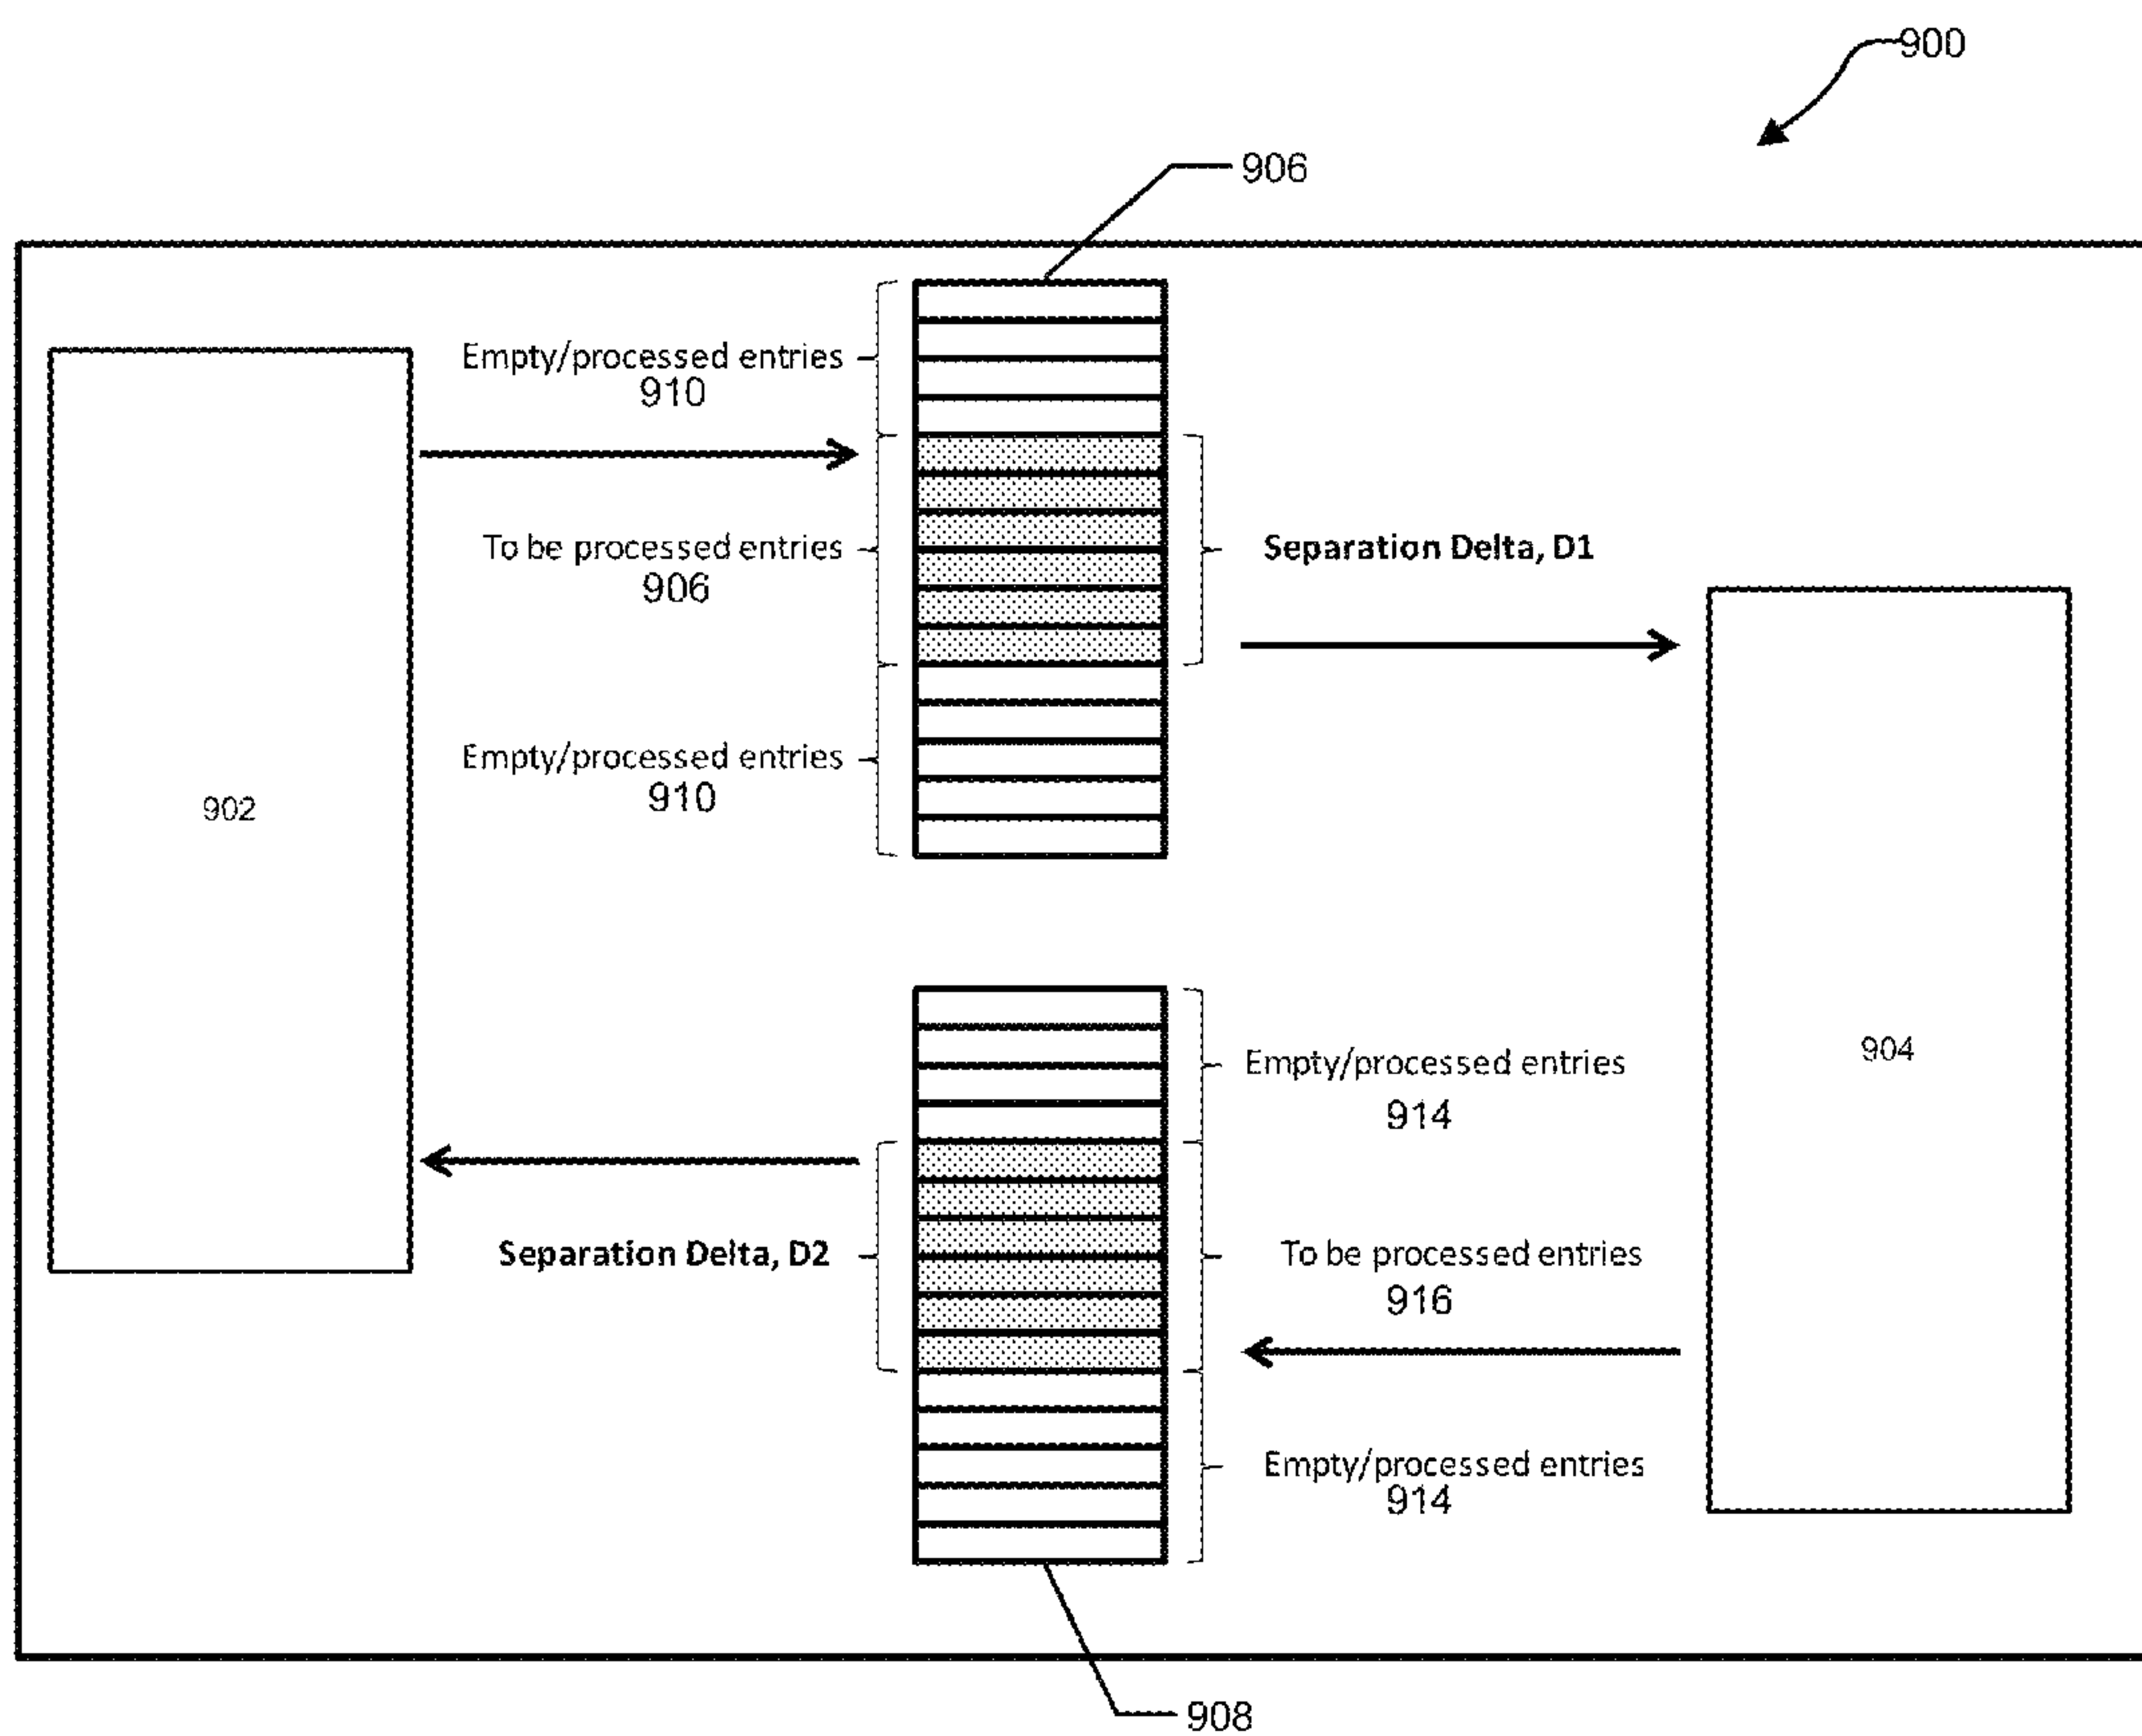 900
906
Empty/processed entries
910
To be processed entries
906
Separation Delta, D1
Empty/processed entries
910
902
Empty/processed entries
914
904
Separation Delta, D2
To be processed entries
916
Empty/processed entries
914
908